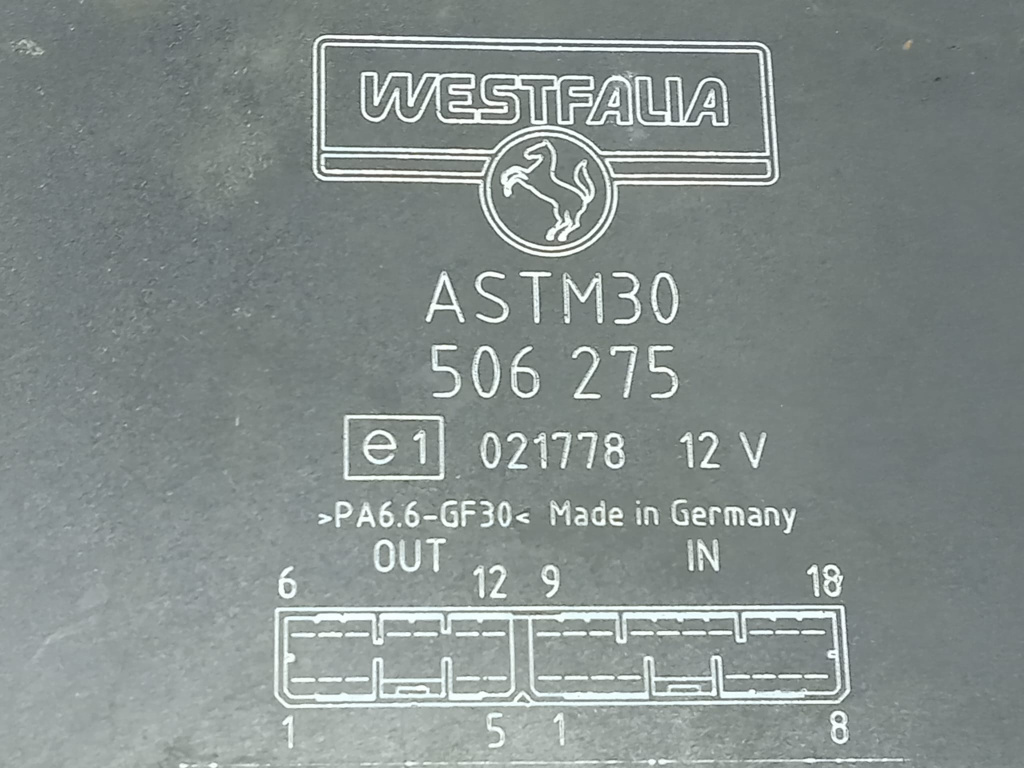 WESTFALIA
ASTM30
506 275
e1 021778 12 V
>PA6.6-GF30< Made in Germany
OUT IN
6 12 9 18
1 5 1 8